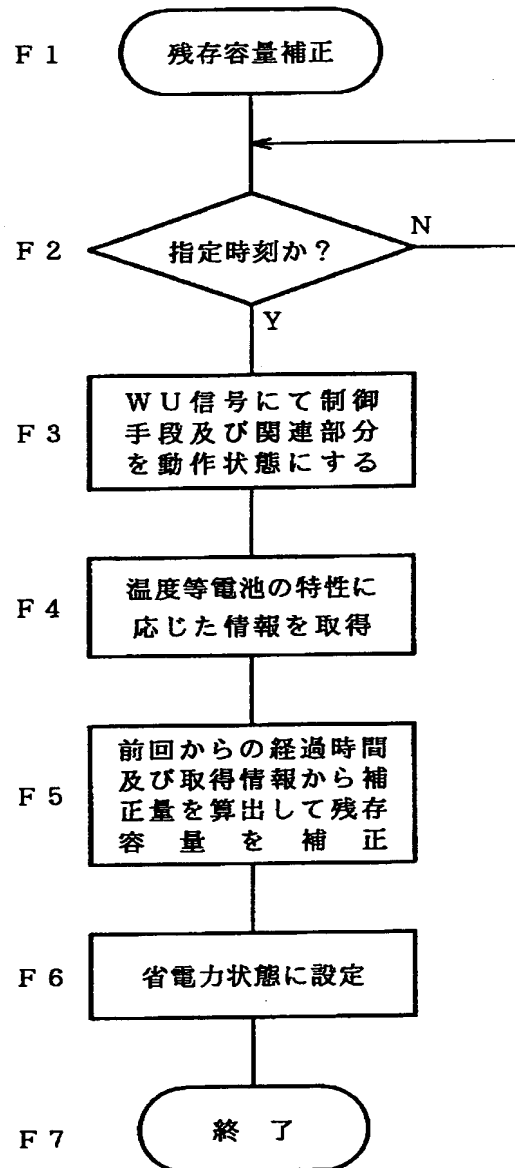 F 1
残存容量補正
F 2
指定時刻か？
N
Y
F 3
WU信号にて制御
手段及び関連部分
を動作状態にする
F 4
温度等電池の特性に
応じた情報を取得
F 5
前回からの経過時間
及び取得情報から補
正量を算出して残存
容量を補正
F 6
省電力状態に設定
F 7
終 了